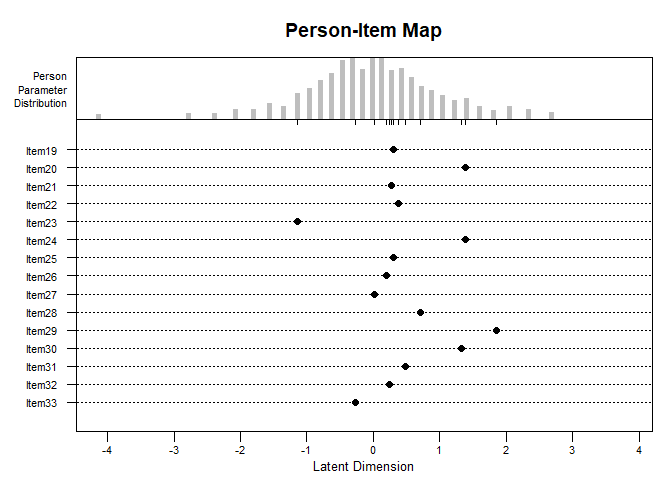 Person-Item Map
Person
Parameter
Distribution
Item19
Item20
Item21
Item22
Item23
Item24
Item25
Item26
Item27
Item28
Item29
Item30
Item31
Item32
Item33
-4 -3 -2 -1 0 1 2 3 4
Latent Dimension